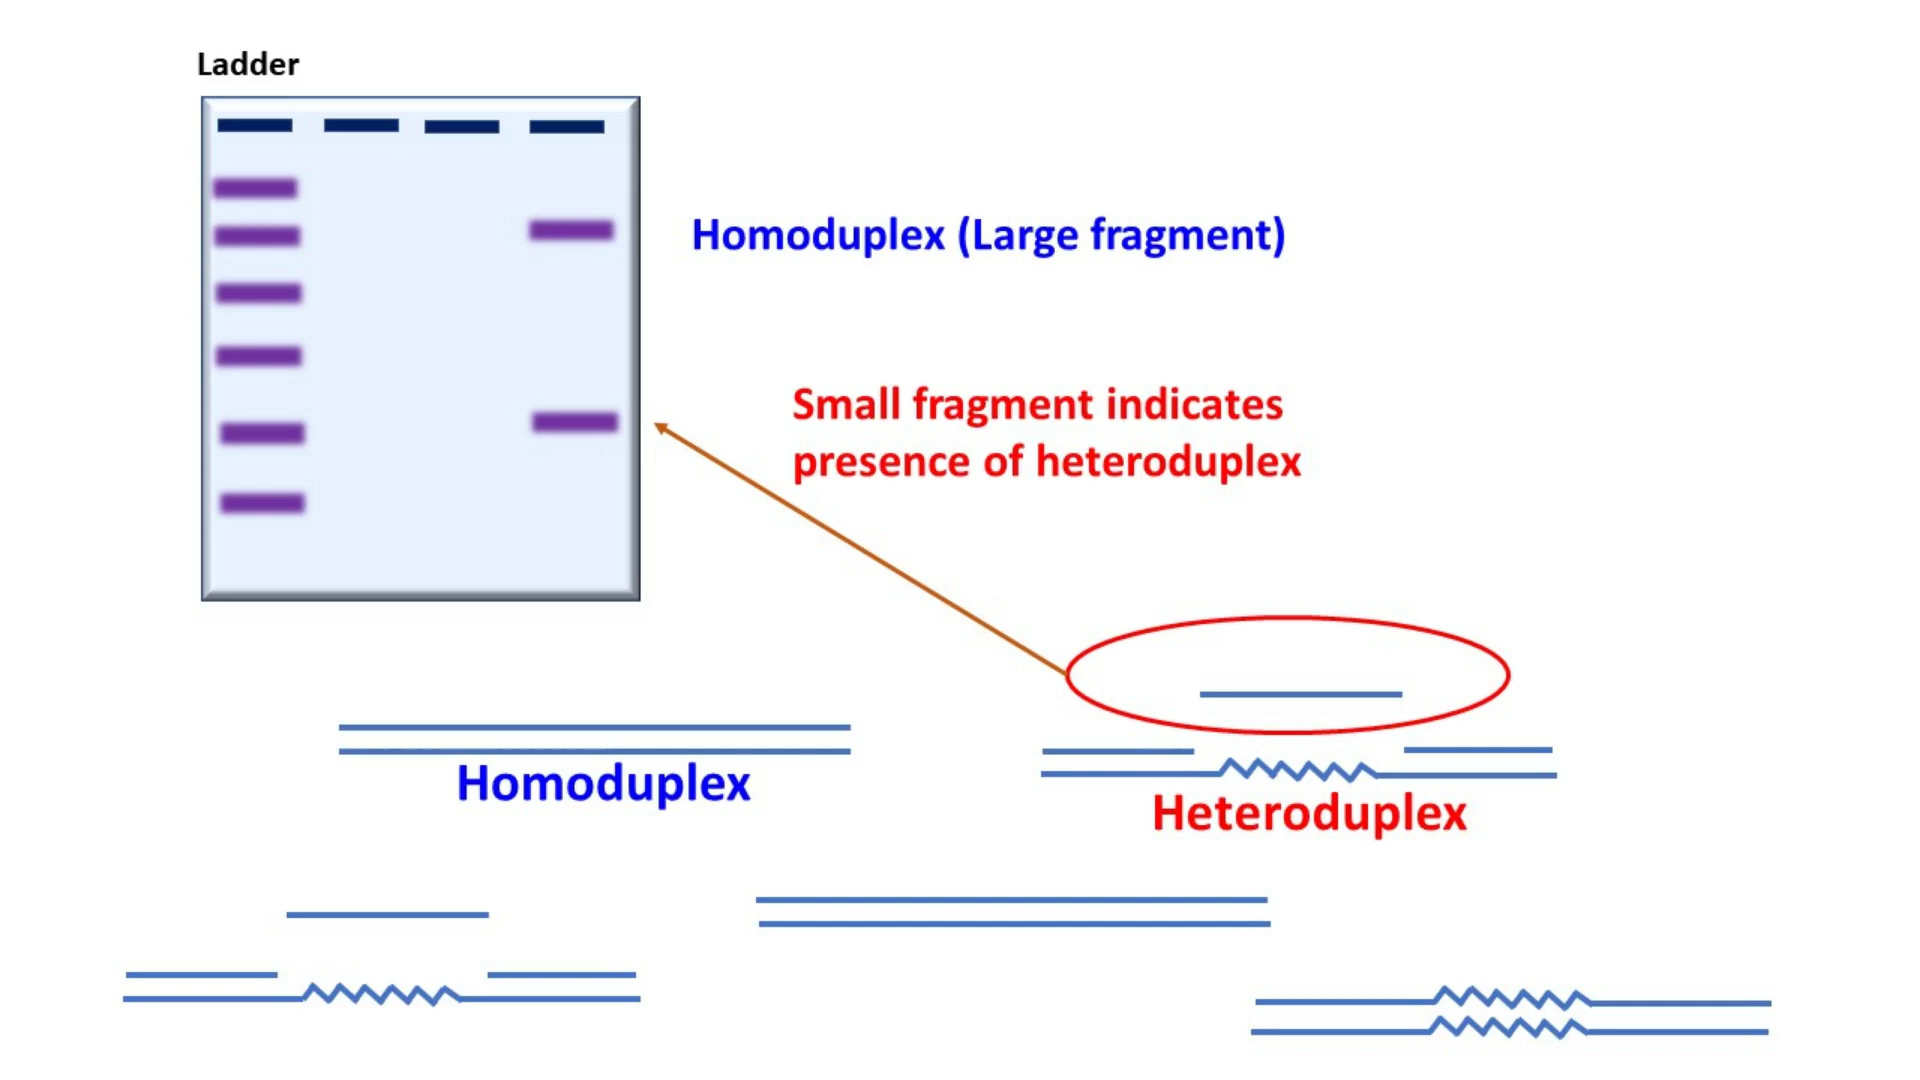 Ladder
Homoduplex (Large fragment)
Small fragment indicates
presence of heteroduplex
Homoduplex
Heteroduplex